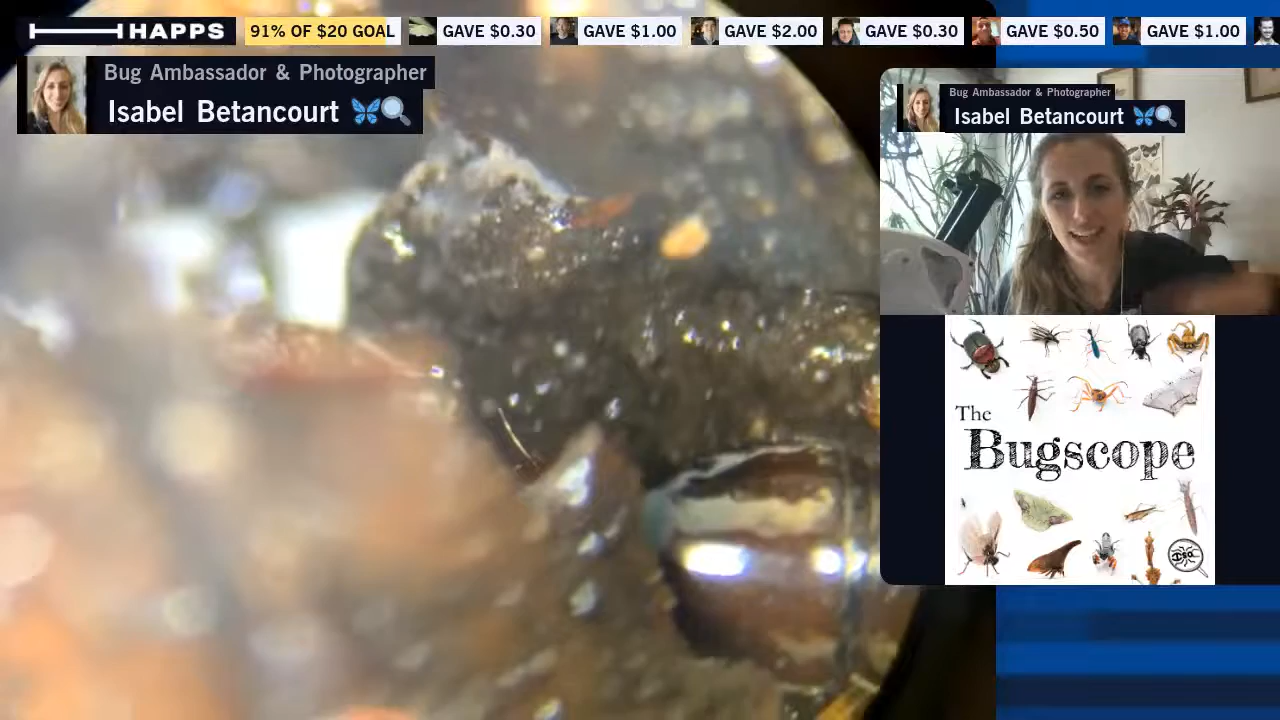 HAPPS
91% OF $20 GOAL
GAVE $0.30
GAVE $1.00
GAVE $2.00
GAVE $0.30
GAVE $0.50
GAVE $1.00
Bug Ambassador & Photographer
Isabel Betancourt
Bug Ambassador & Photographer
Isabel Betancourt
The
Bugscope